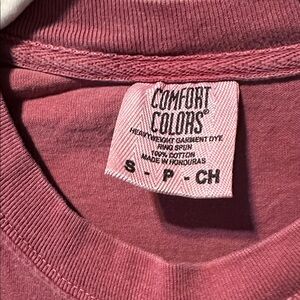 COMFORT
COLORS®
HEAVYWEIGHT GARMENT DYE
RING SPUN
100% COTTON
MADE IN HONDURAS
S - P - CH